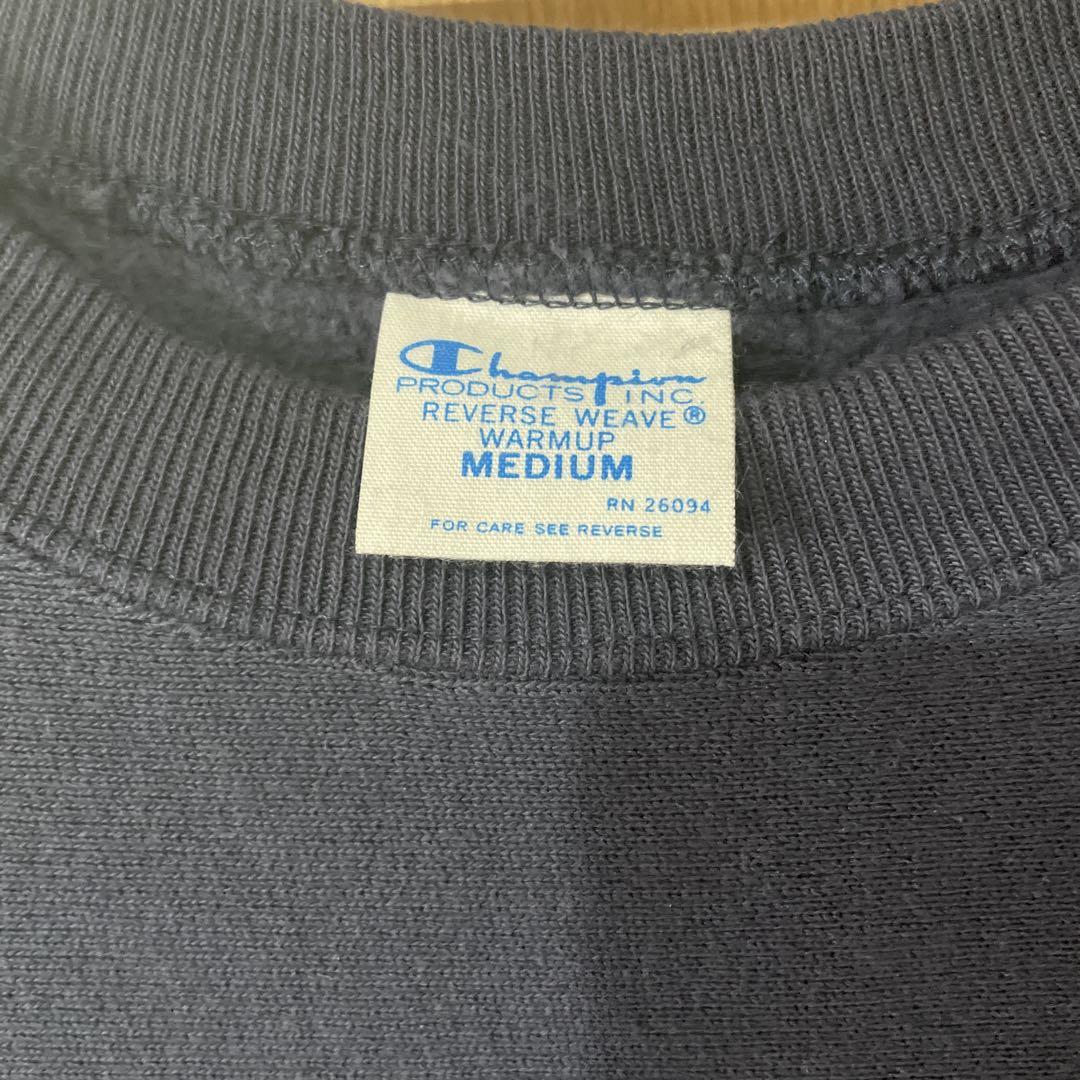 Champion
PRODUCTS INC.
REVERSE WEAVE®
WARMUP
MEDIUM
RN 26094
FOR CARE SEE REVERSE